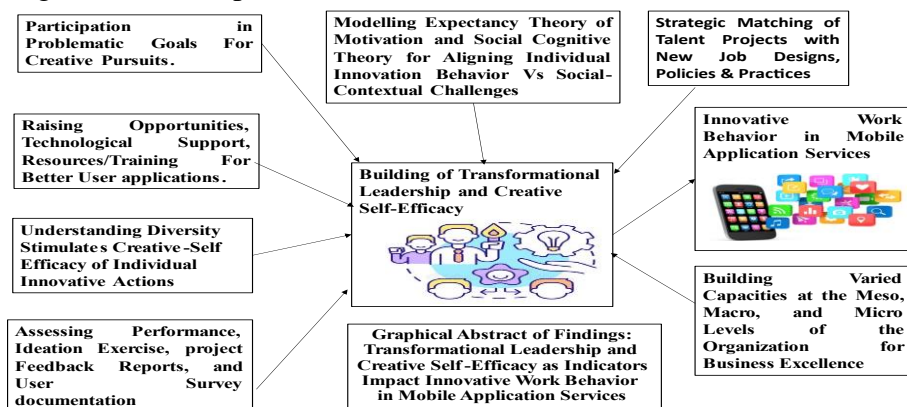 Participation in
Problematic Goals For
Creative Pursuits.
Modelling Expectancy Theory of
Motivation and Social Cognitive
Theory for Aligning Individual
Innovation Behavior Vs Social-
Contextual Challenges
Strategic Matching of
Talent Projects with
New Job Designs,
Policies & Practices
Raising Opportunities,
Technological Support,
Resources/Training For
Better User applications.
Building of Transformational
Leadership and Creative
Self-Efficacy
Innovative Work
Behavior in Mobile
Application Services
Understanding Diversity
Stimulates Creative-Self
Efficacy of Individual
Innovative Actions
Building Varied
Capacities at the Meso,
Macro, and Micro
Levels of the
Organization for
Business Excellence
Assessing Performance,
Ideation Exercise, project
Feedback Reports, and
User Survey
documentation
Graphical Abstract of Findings:
Transformational Leadership and
Creative Self-Efficacy as Indicators
Impact Innovative Work Behavior
in Mobile Application Services